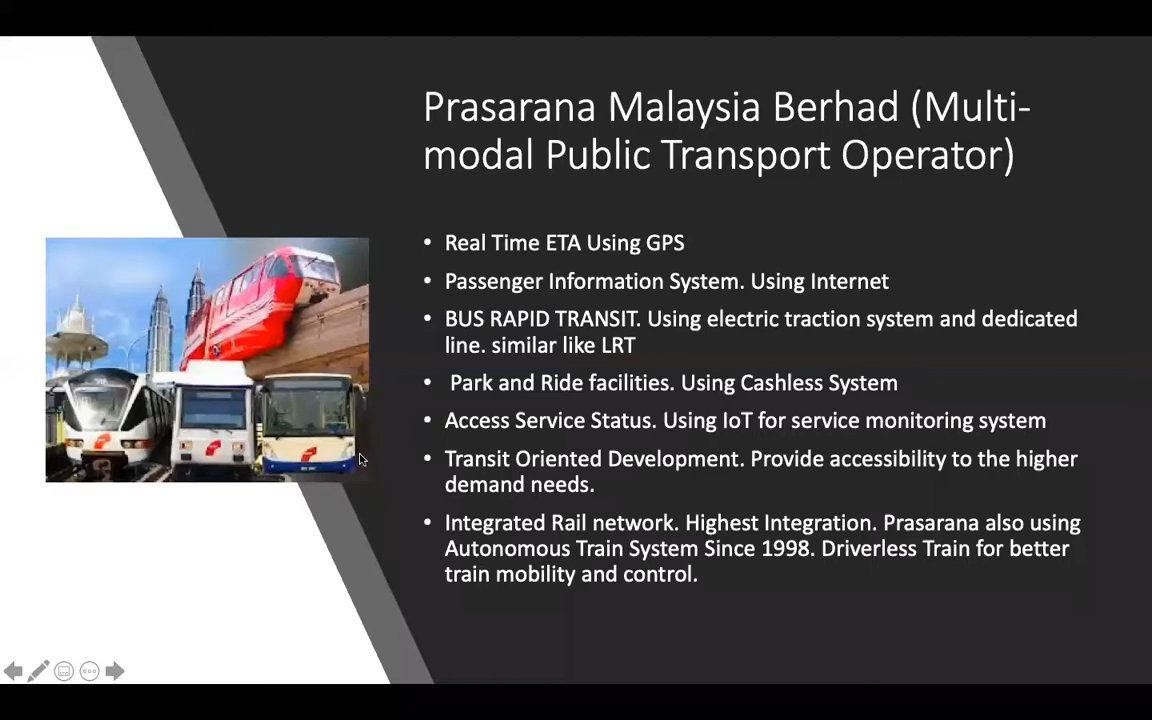 Prasarana Malaysia Berhad (Multi-
modal Public Transport Operator)
• Real Time ETA Using GPS
• Passenger Information System. Using Internet
• BUS RAPID TRANSIT. Using electric traction system and dedicated
line. similar like LRT
• Park and Ride facilities. Using Cashless System
• Access Service Status. Using IoT for service monitoring system
• Transit Oriented Development. Provide accessibility to the higher
demand needs.
• Integrated Rail network. Highest Integration. Prasarana also using
Autonomous Train System Since 1998. Driverless Train for better
train mobility and control.